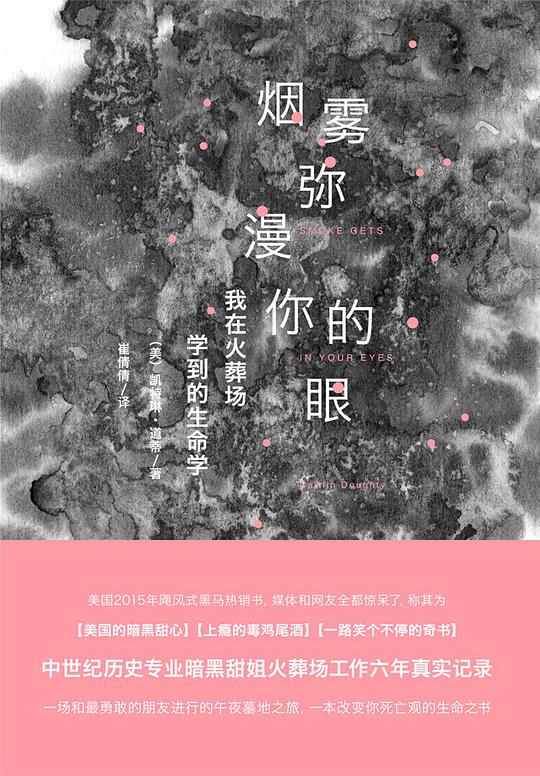 烟雾弥漫你的眼
SMOKE GETS
IN YOUR EYES
Caitlin Doughty
我在火葬场
学到的生命学
(美) 凯特琳·道蒂/著
崔倩倩/译
美国2015年飓风式黑马热销书, 媒体和网友全都惊呆了, 称其为
【美国的暗黑甜心】【上瘾的毒鸡尾酒】【一路笑个不停的奇书】
中世纪历史专业暗黑甜姐火葬场工作六年真实记录
一场和最勇敢的朋友进行的午夜墓地之旅, 一本改变你死亡观的生命之书